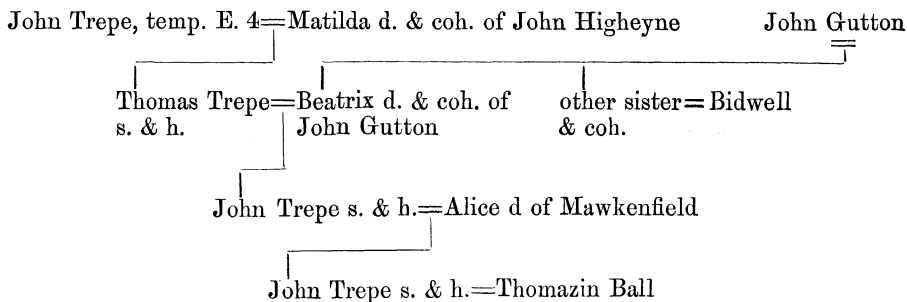 John Trepe, temp. E. 4=Matilda d. & coh. of John Higheyne John Gutton
Thomas Trepe=Beatrix d. & coh. of other sister=Bidwell
s. & h. John Gutton & coh.
John Trepe s. & h.=Alice d of Mawkenfield
John Trepe s. & h.=Thomazin Ball